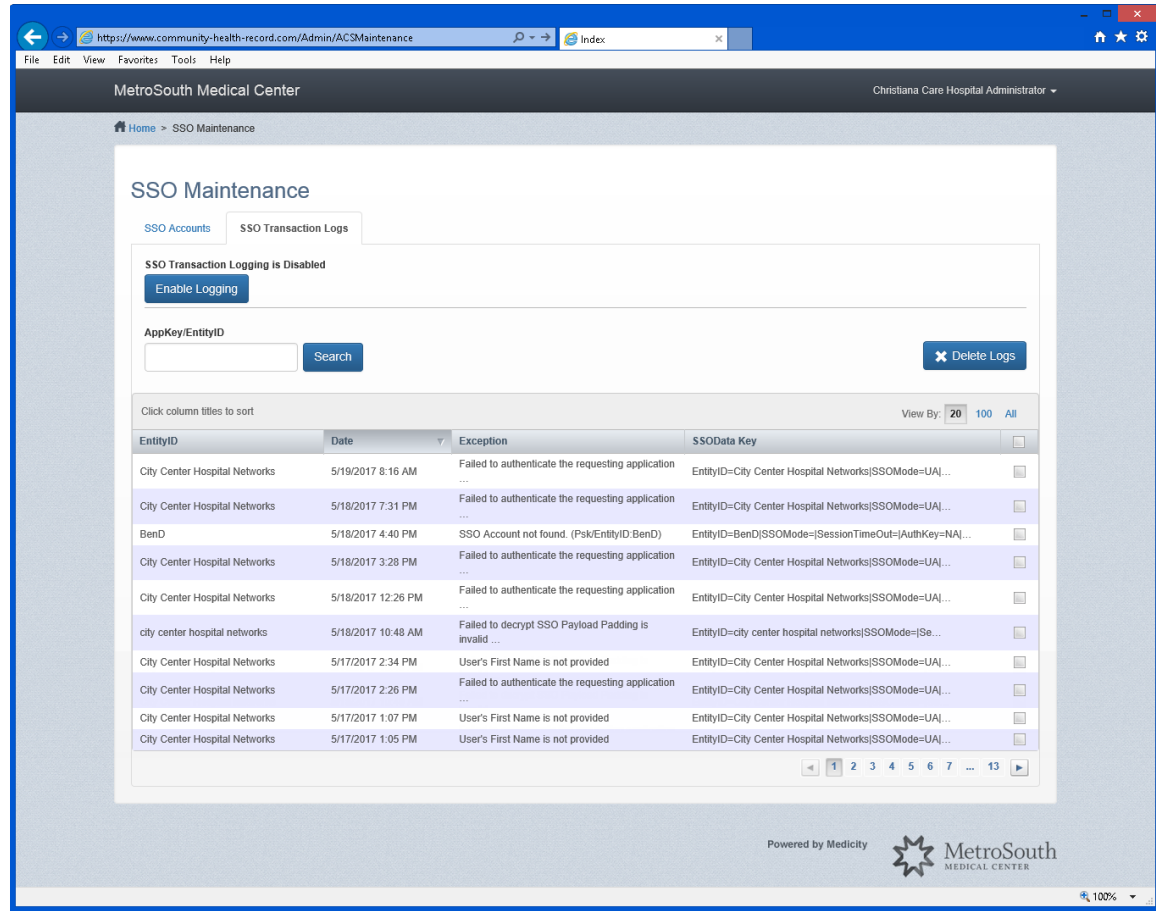 https://www.community-health-record.com/Admin/ACSMaintenance
Index
File Edit View Favorites Tools Help
MetroSouth Medical Center
Christiana Care Hospital Administrator
Home > SSO Maintenance
SSO Maintenance
SSO Accounts
SSO Transaction Logs
SSO Transaction Logging is Disabled
Enable Logging
AppKey/EntityID
Search
Delete Logs
Click column titles to sort
View By: 20 100 All
EntityID Date Exception SSOData Key
City Center Hospital Networks 5/19/2017 8:16 AM Failed to authenticate the requesting application ... EntityID=City Center Hospital Networks|SSOMode=UA|...
City Center Hospital Networks 5/18/2017 7:31 PM Failed to authenticate the requesting application ... EntityID=City Center Hospital Networks|SSOMode=UA|...
BenD 5/18/2017 4:40 PM SSO Account not found. (Psk/EntityID:BenD) EntityID=BenD|SSOMode=|SessionTimeOut=|AuthKey=NA|...
City Center Hospital Networks 5/18/2017 3:28 PM Failed to authenticate the requesting application ... EntityID=City Center Hospital Networks|SSOMode=UA|...
City Center Hospital Networks 5/18/2017 12:26 PM Failed to authenticate the requesting application ... EntityID=City Center Hospital Networks|SSOMode=UA|...
city center hospital networks 5/18/2017 10:48 AM Failed to decrypt SSO Payload Padding is invalid ... EntityID=city center hospital networks|SSOMode=|Se...
City Center Hospital Networks 5/17/2017 2:34 PM User's First Name is not provided EntityID=City Center Hospital Networks|SSOMode=UA|...
City Center Hospital Networks 5/17/2017 2:26 PM Failed to authenticate the requesting application ... EntityID=City Center Hospital Networks|SSOMode=UA|...
City Center Hospital Networks 5/17/2017 1:07 PM User's First Name is not provided EntityID=City Center Hospital Networks|SSOMode=UA|...
City Center Hospital Networks 5/17/2017 1:05 PM User's First Name is not provided EntityID=City Center Hospital Networks|SSOMode=UA|...
1 2 3 4 5 6 7 ... 13
Powered by Medicity
MetroSouth
MEDICAL CENTER
100%